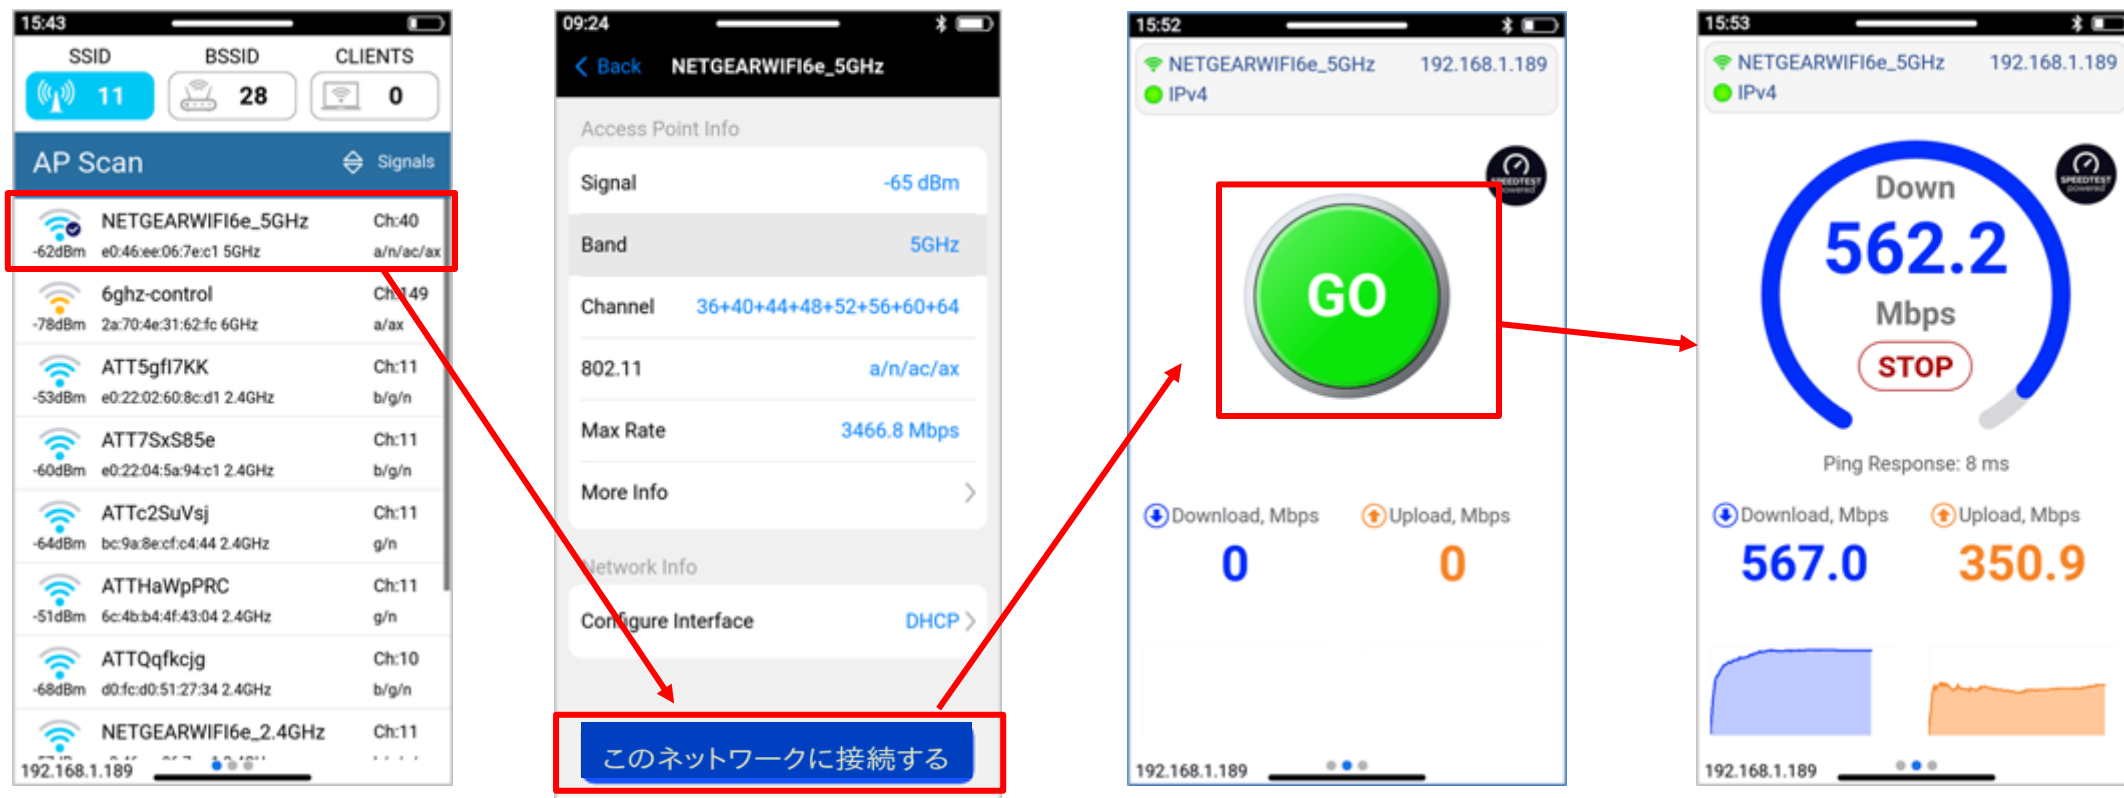 15:43
SSID
BSSID
CLIENTS
11
28
0
AP Scan
Signals
NETGEARWIFI6e_5GHz
Ch:40
-62dBm
e0:46:ee:06:7e:c1 5GHz
a/n/ac/ax
6ghz-control
Ch:149
-78dBm
2a:70:4e:31:62:fc 6GHz
a/ax
ATT5gfI7KK
Ch:11
-53dBm
e0:22:02:60:8c:d1 2.4GHz
b/g/n
ATT7SxS85e
Ch:11
-60dBm
e0:22:04:5a:94:c1 2.4GHz
b/g/n
ATTc2SuVsj
Ch:11
-64dBm
bc:9a:8e:cf:c4:44 2.4GHz
g/n
ATTHaWpPRC
Ch:11
-51dBm
6c:4b:b4:4f:43:04 2.4GHz
g/n
ATTQqfkcjg
Ch:10
-68dBm
d0:fc:d0:51:27:34 2.4GHz
b/g/n
NETGEARWIFI6e_2.4GHz
Ch:11
192.168.1.189
09:24
Back
NETGEARWIFI6e_5GHz
Access Point Info
Signal
-65 dBm
Band
5GHz
Channel
36+40+44+48+52+56+60+64
802.11
a/n/ac/ax
Max Rate
3466.8 Mbps
More Info
Network Info
Configure Interface
DHCP
このネットワークに接続する
15:52
NETGEARWIFI6e_5GHz
192.168.1.189
IPv4
SPEEDTEST
powered
GO
Download, Mbps
Upload, Mbps
0
0
192.168.1.189
15:53
NETGEARWIFI6e_5GHz
192.168.1.189
IPv4
SPEEDTEST
powered
Down
562.2
Mbps
STOP
Ping Response: 8 ms
Download, Mbps
Upload, Mbps
567.0
350.9
192.168.1.189